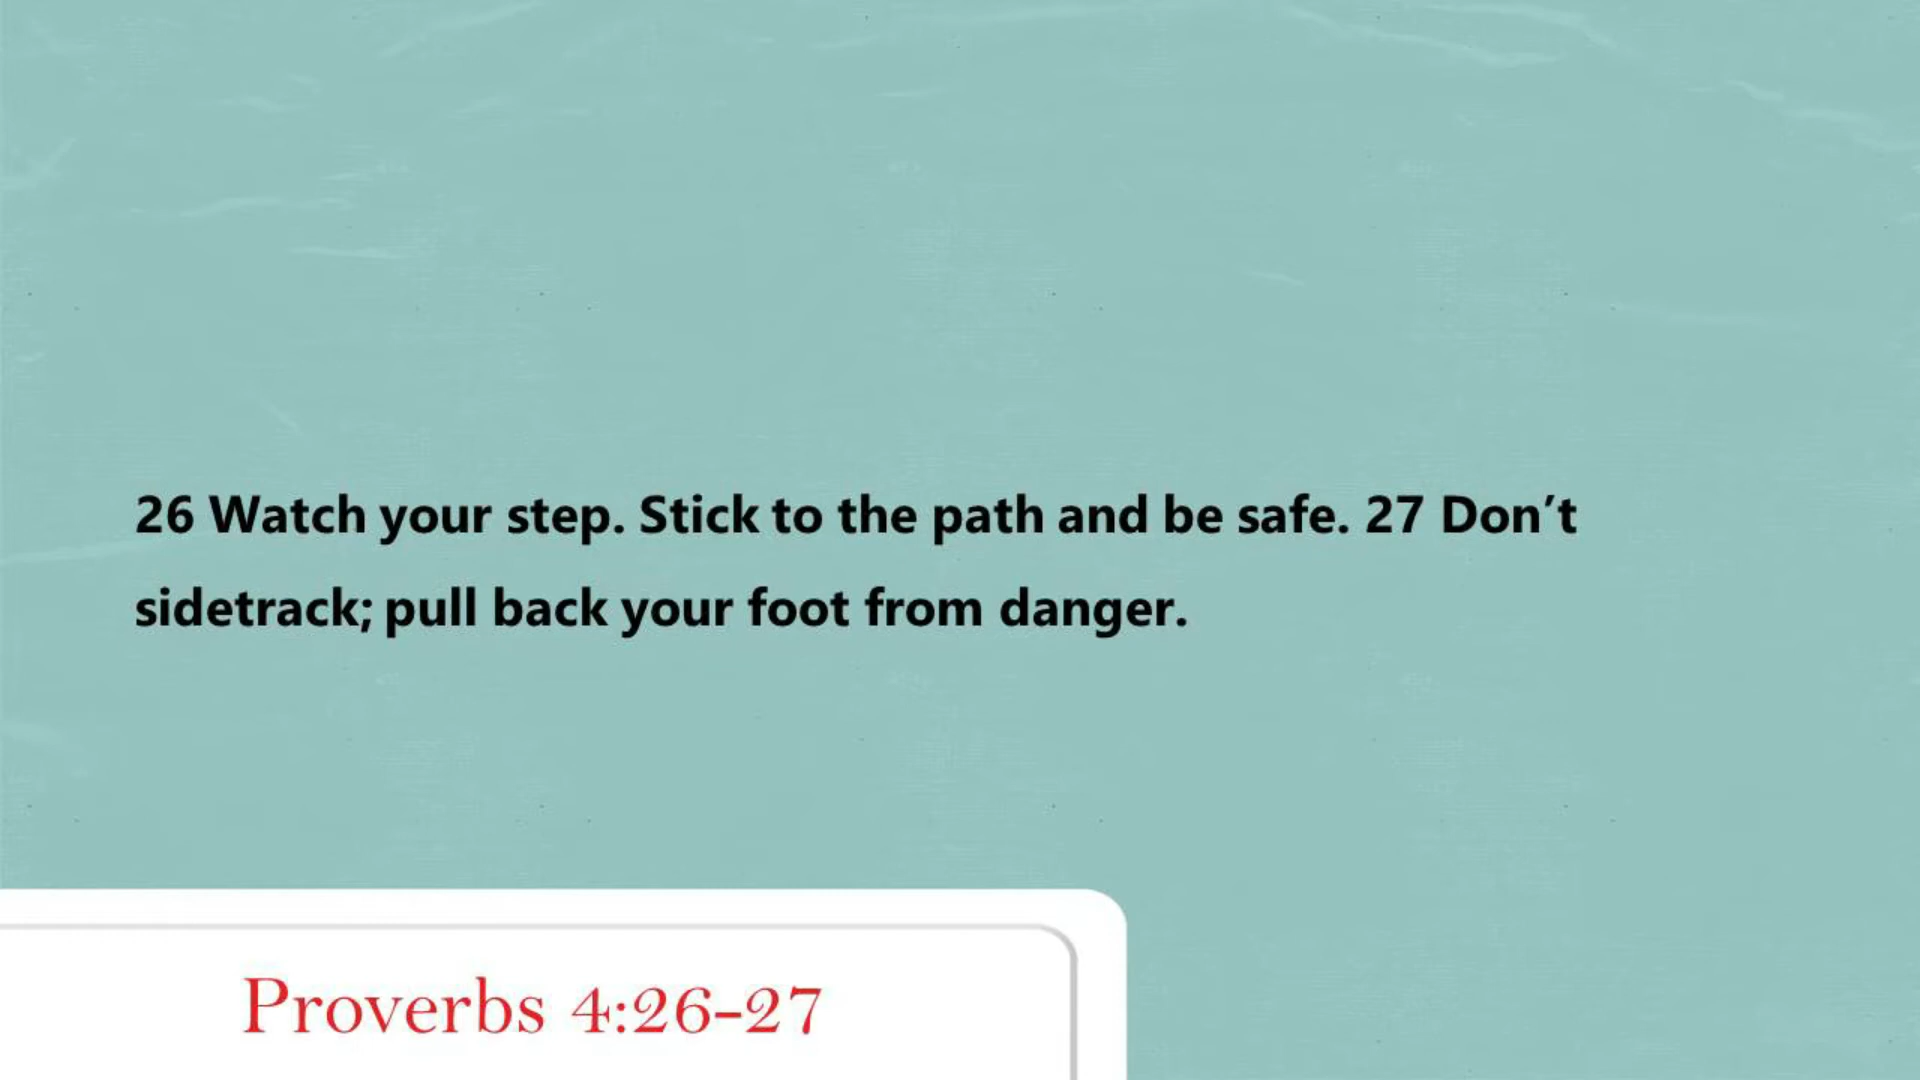 26 Watch your step. Stick to the path and be safe. 27 Don’t
sidetrack; pull back your foot from danger.
Proverbs 4:26-27